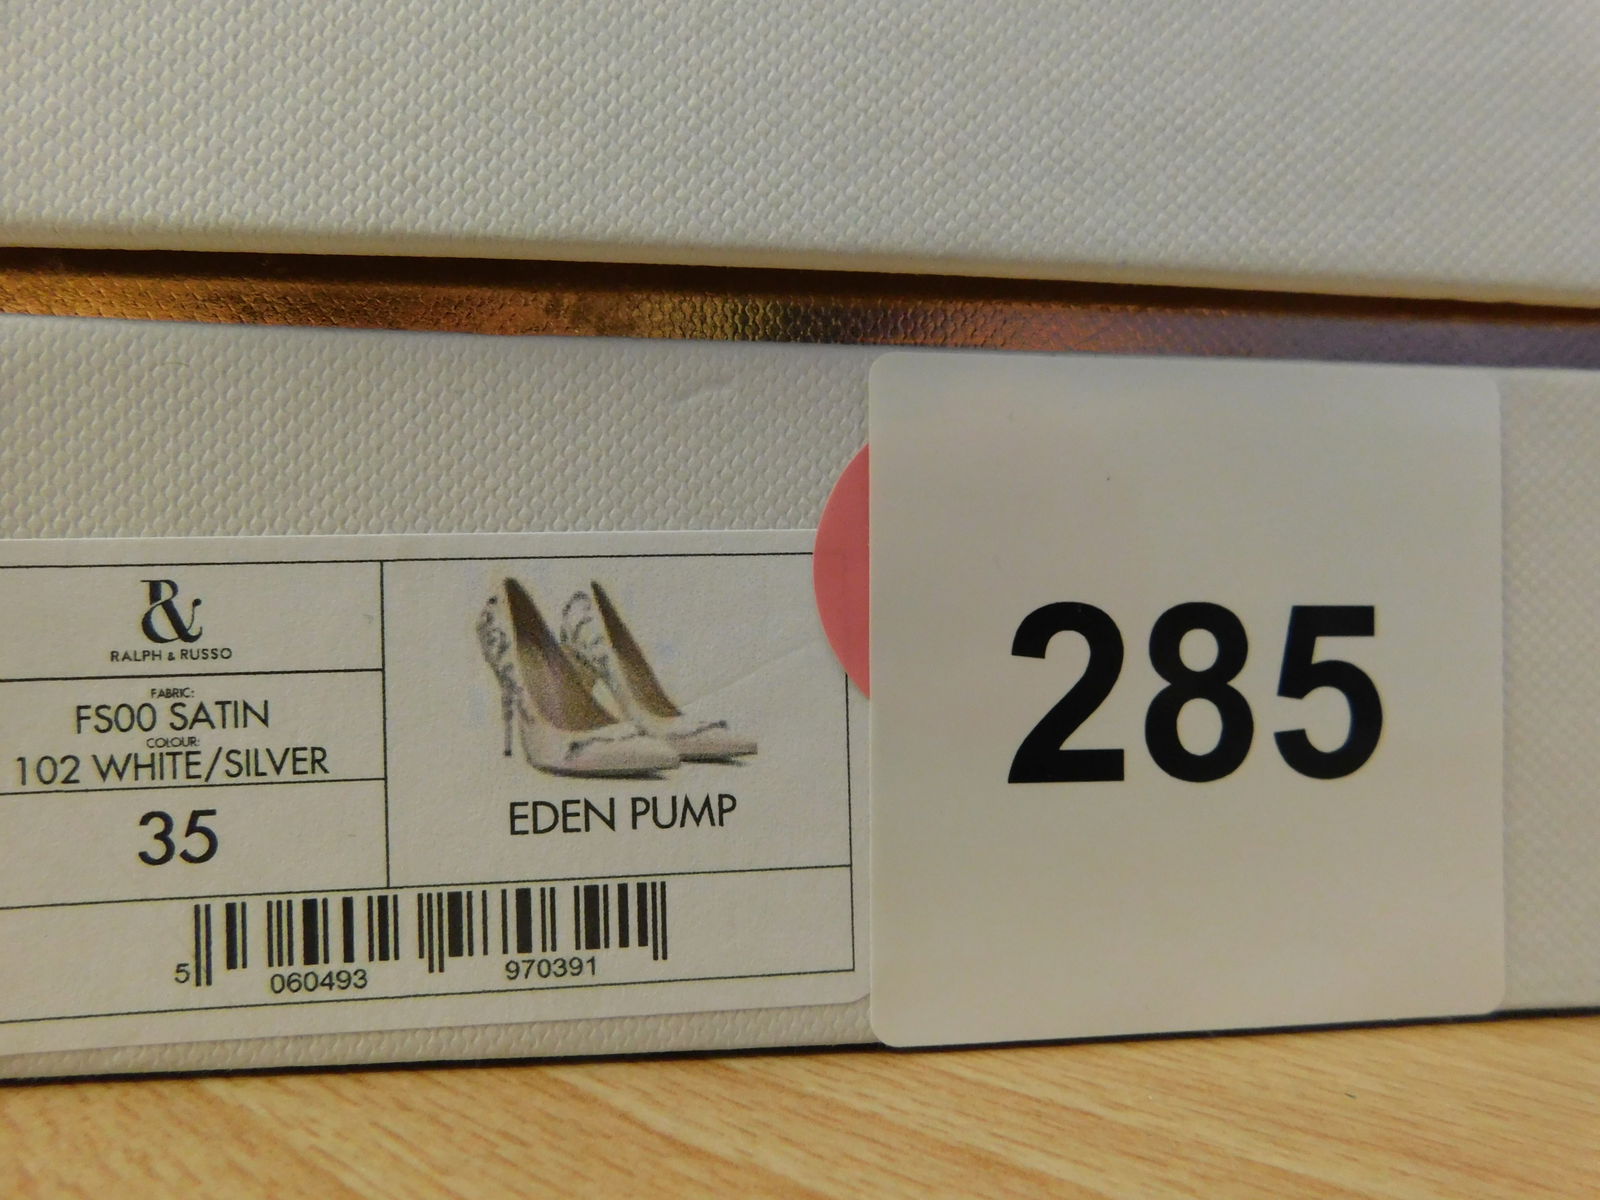 &
RALPH & RUSSO
FABRIC:
FS00 SATIN
COLOUR:
102 WHITE/SILVER
35
EDEN PUMP
5 060493 970391
285